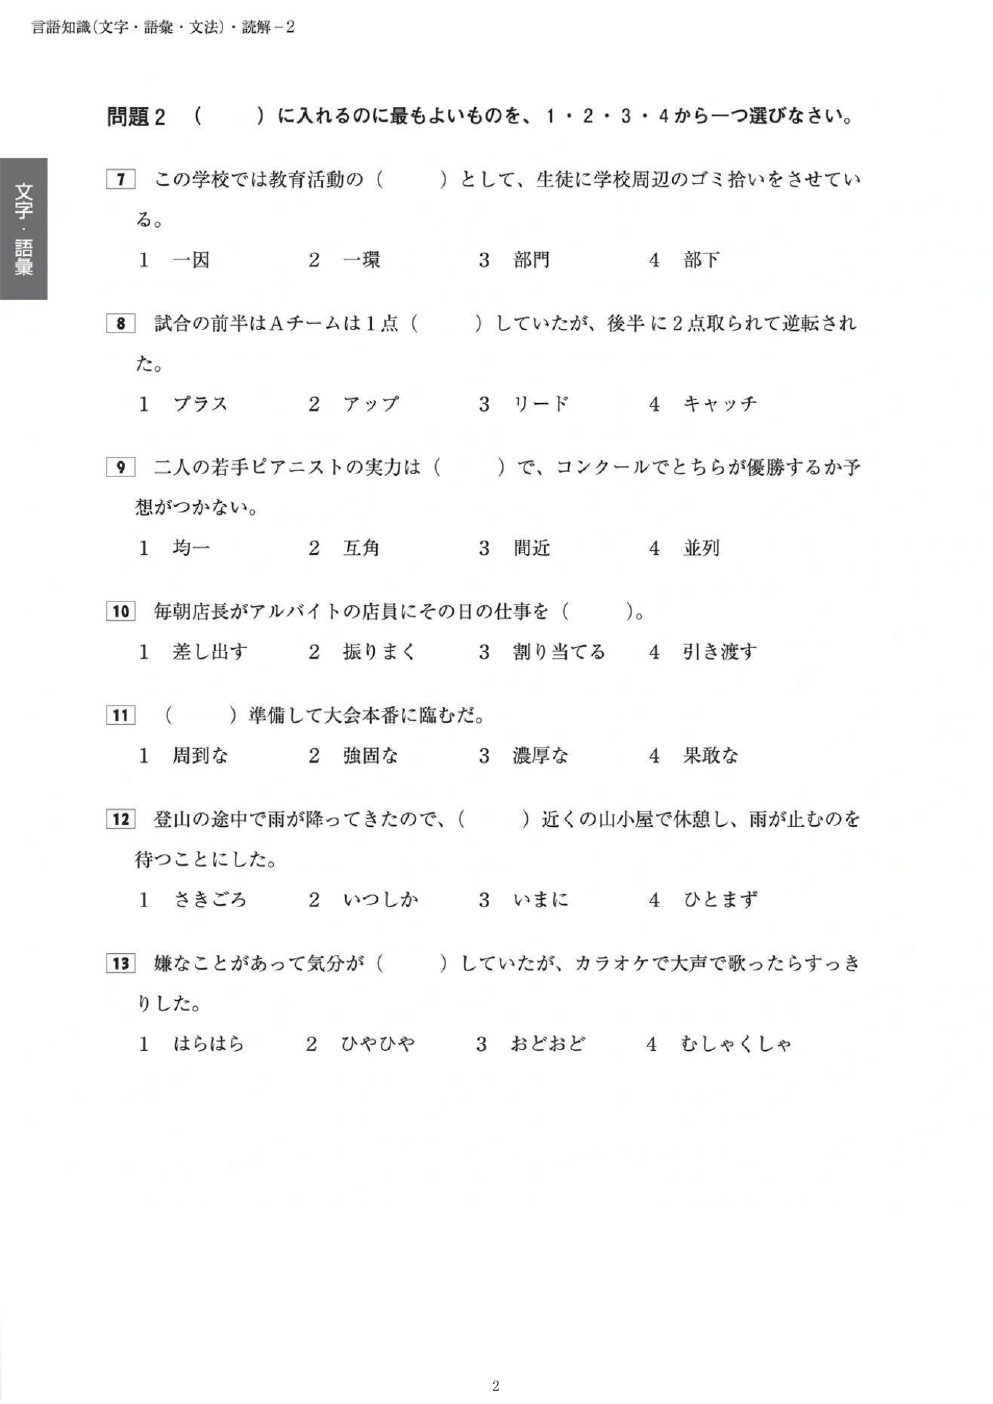 言語知識(文字・語彙・文法)・読解－2
問題2　（　　　）に入れるのに最もよいものを、1・2・3・4から一つ選びなさい。
文字・語彙
7　この学校では教育活動の（　　　）として、生徒に学校周辺のゴミ拾いをさせてい
る。
1　一因　2　一環　3　部門　4　部下
8　試合の前半はAチームは1点（　　　）していたが、後半に2点取られて逆転され
た。
1　プラス　2　アップ　3　リード　4　キャッチ
9　二人の若手ピアニストの実力は（　　　）で、コンクールでとちらが優勝するか予
想がつかない。
1　均一　2　互角　3　間近　4　並列
10　毎朝店長がアルバイトの店員にその日の仕事を（　　　）。
1　差し出す　2　振りまく　3　割り当てる　4　引き渡す
11　（　　　）準備して大会本番に臨むだ。
1　周到な　2　強固な　3　濃厚な　4　果敢な
12　登山の途中で雨が降ってきたので、（　　　）近くの山小屋で休憩し、雨が止むのを
待つことにした。
1　さきごろ　2　いつしか　3　いまに　4　ひとまず
13　嫌なことがあって気分が（　　　）していたが、カラオケで大声で歌ったらすっき
りした。
1　はらはら　2　ひやひや　3　おどおど　4　むしゃくしゃ
2